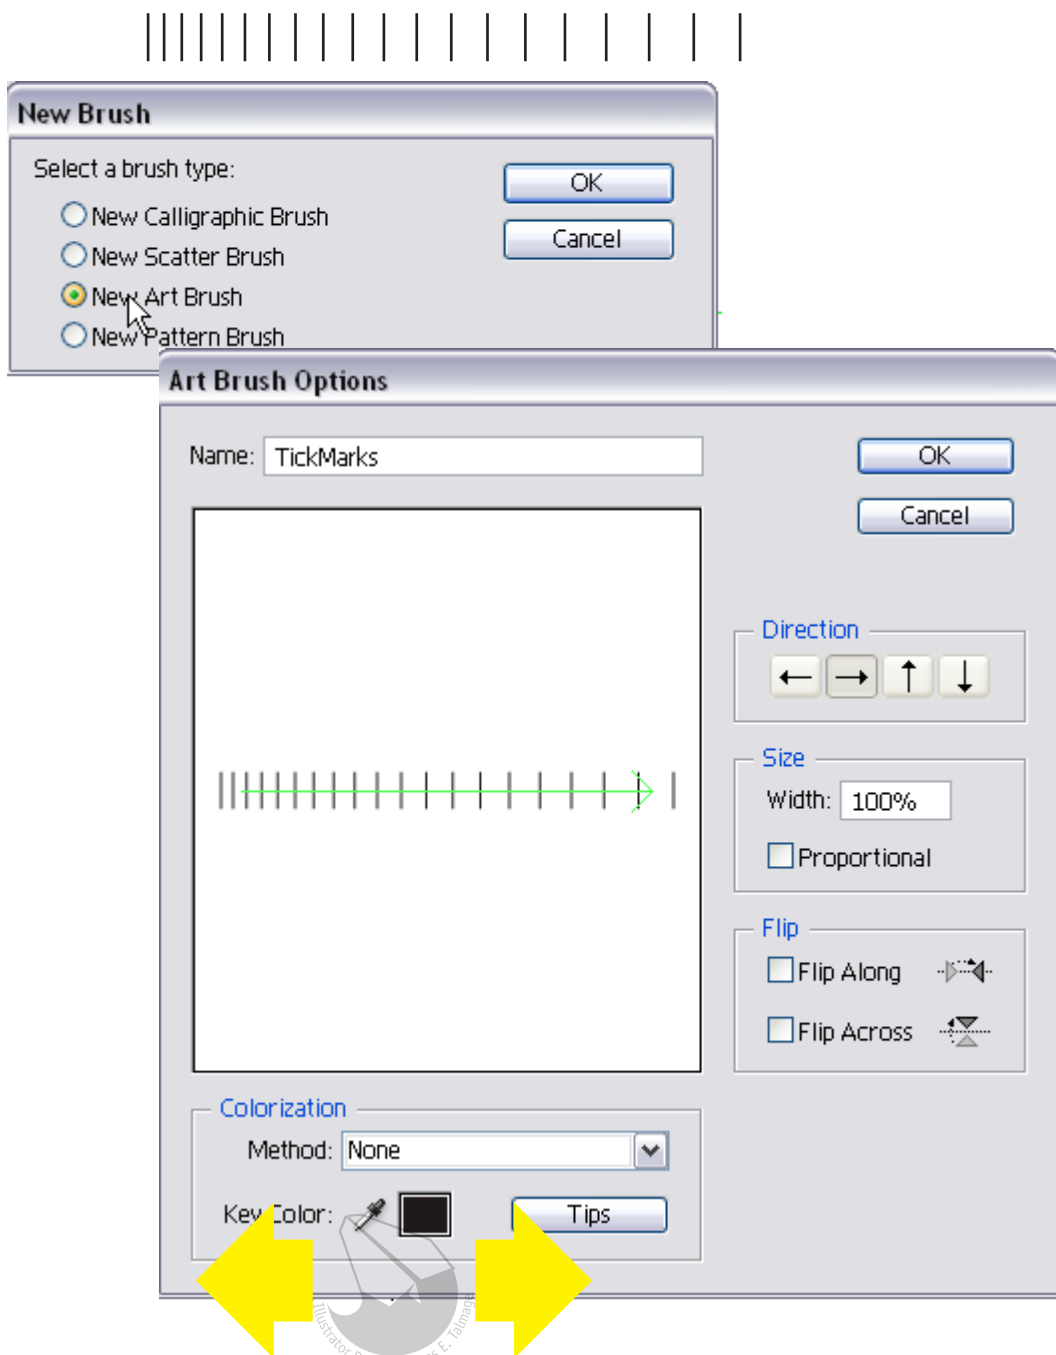 New Brush
Select a brush type:
OK
New Calligraphic Brush
Cancel
New Scatter Brush
New Art Brush
New Pattern Brush
Art Brush Options
Name: TickMarks
OK
Cancel
Direction
Size
Width: 100%
Proportional
Flip
Flip Along
Flip Across
Colorization
Method: None
Key Color:
Tips
Illustrator
E. Talmage